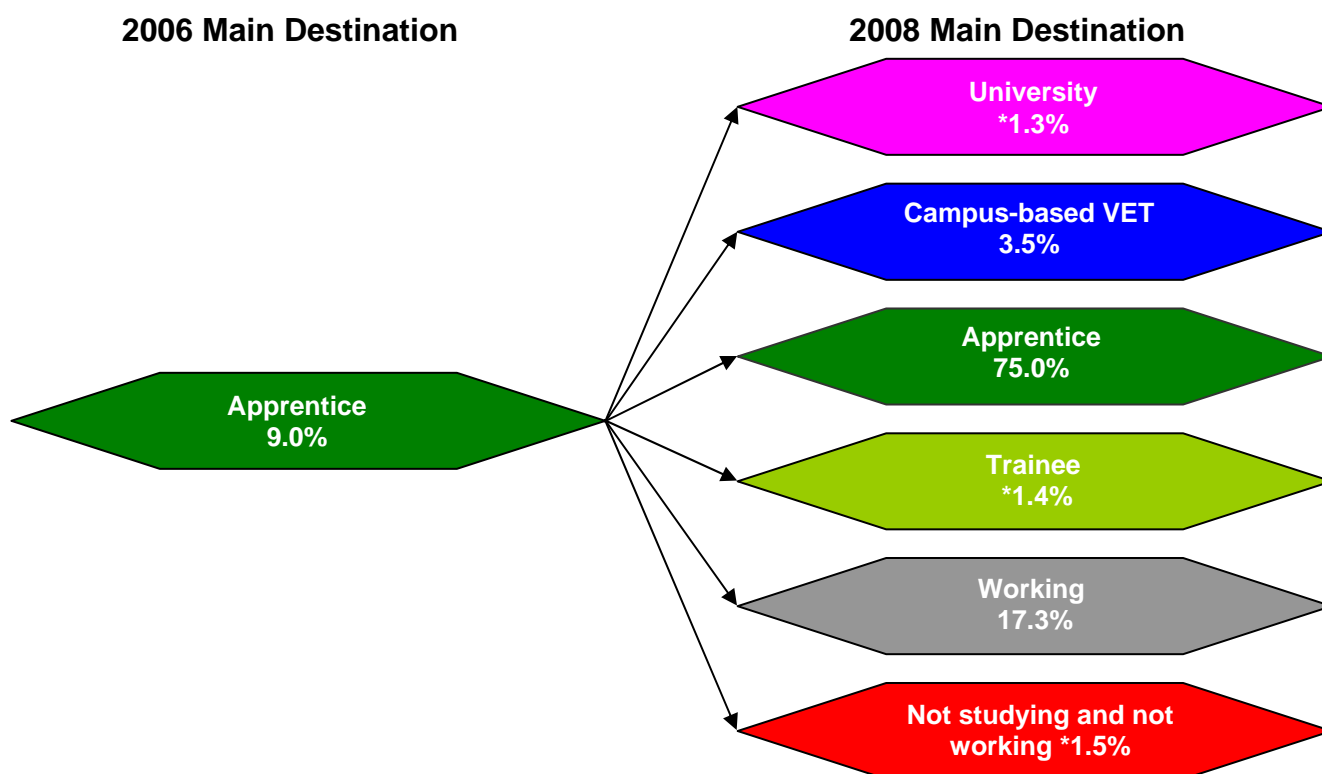 2006 Main Destination
2008 Main Destination
University
*1.3%
Campus-based VET
3.5%
Apprentice
75.0%
Apprentice
9.0%
Trainee
*1.4%
Working
17.3%
Not studying and not
working *1.5%